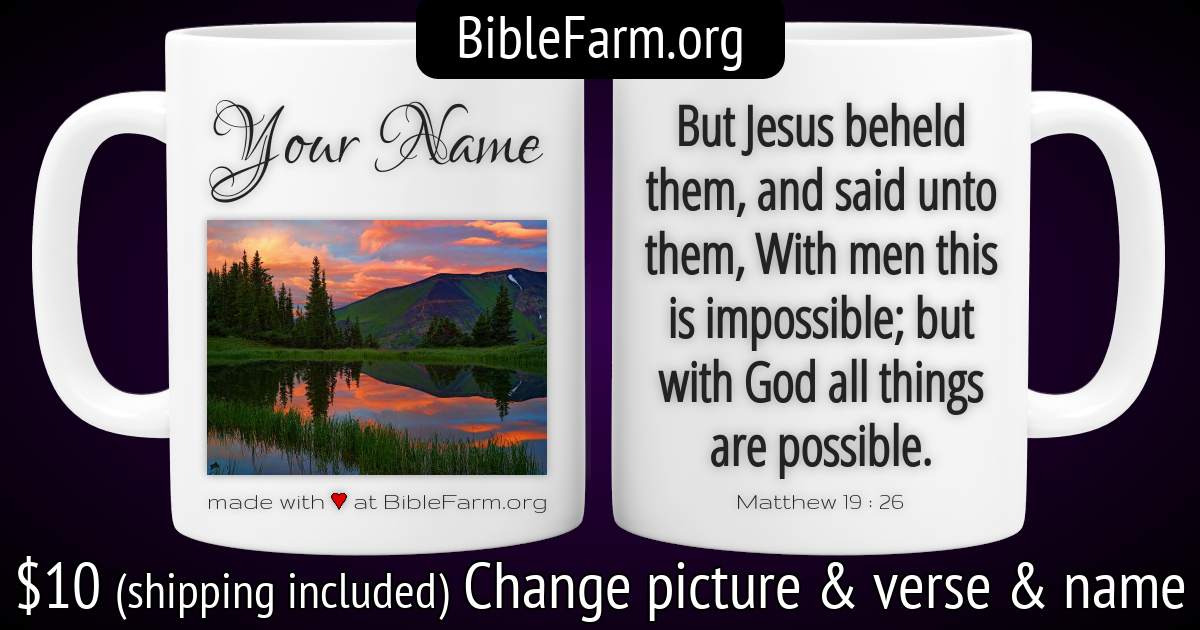 BibleFarm.org
Your Name
made with ♥ at BibleFarm.org
But Jesus beheld
them, and said unto
them, With men this
is impossible; but
with God all things
are possible.
Matthew 19 : 26
$10 (shipping included) Change picture & verse & name